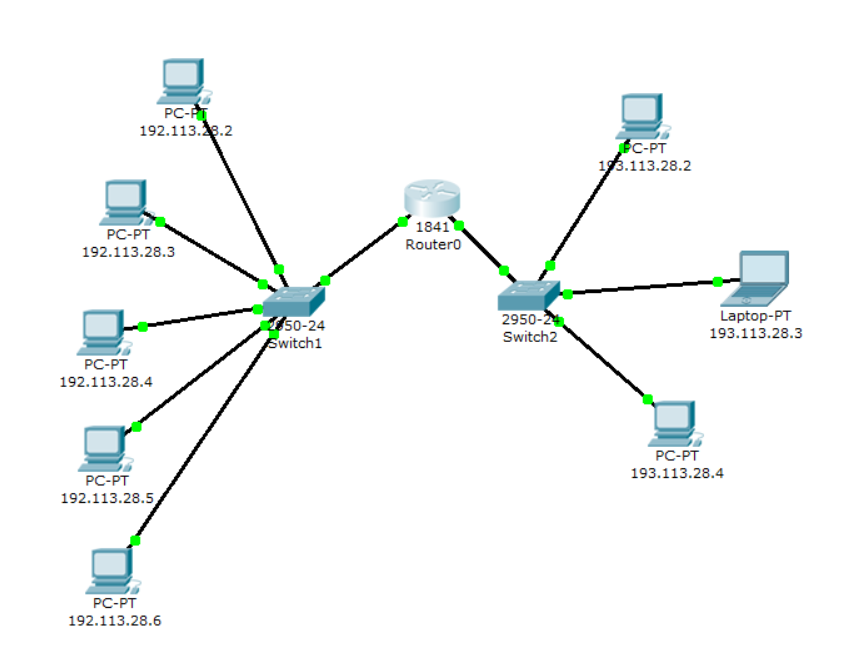 PC-PT
192.113.28.2
PC-PT
192.113.28.3
PC-PT
192.113.28.4
PC-PT
192.113.28.5
PC-PT
192.113.28.6
2950-24
Switch1
1841
Router0
2950-24
Switch2
PC-PT
193.113.28.2
Laptop-PT
193.113.28.3
PC-PT
193.113.28.4